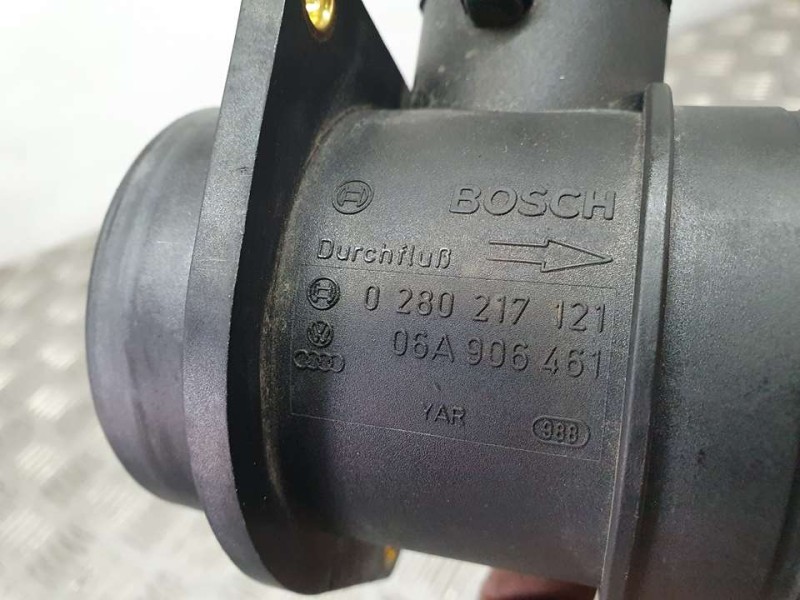 BOSCH
Durchfluß
0 280 217 121
06A 906 461
YAR 988